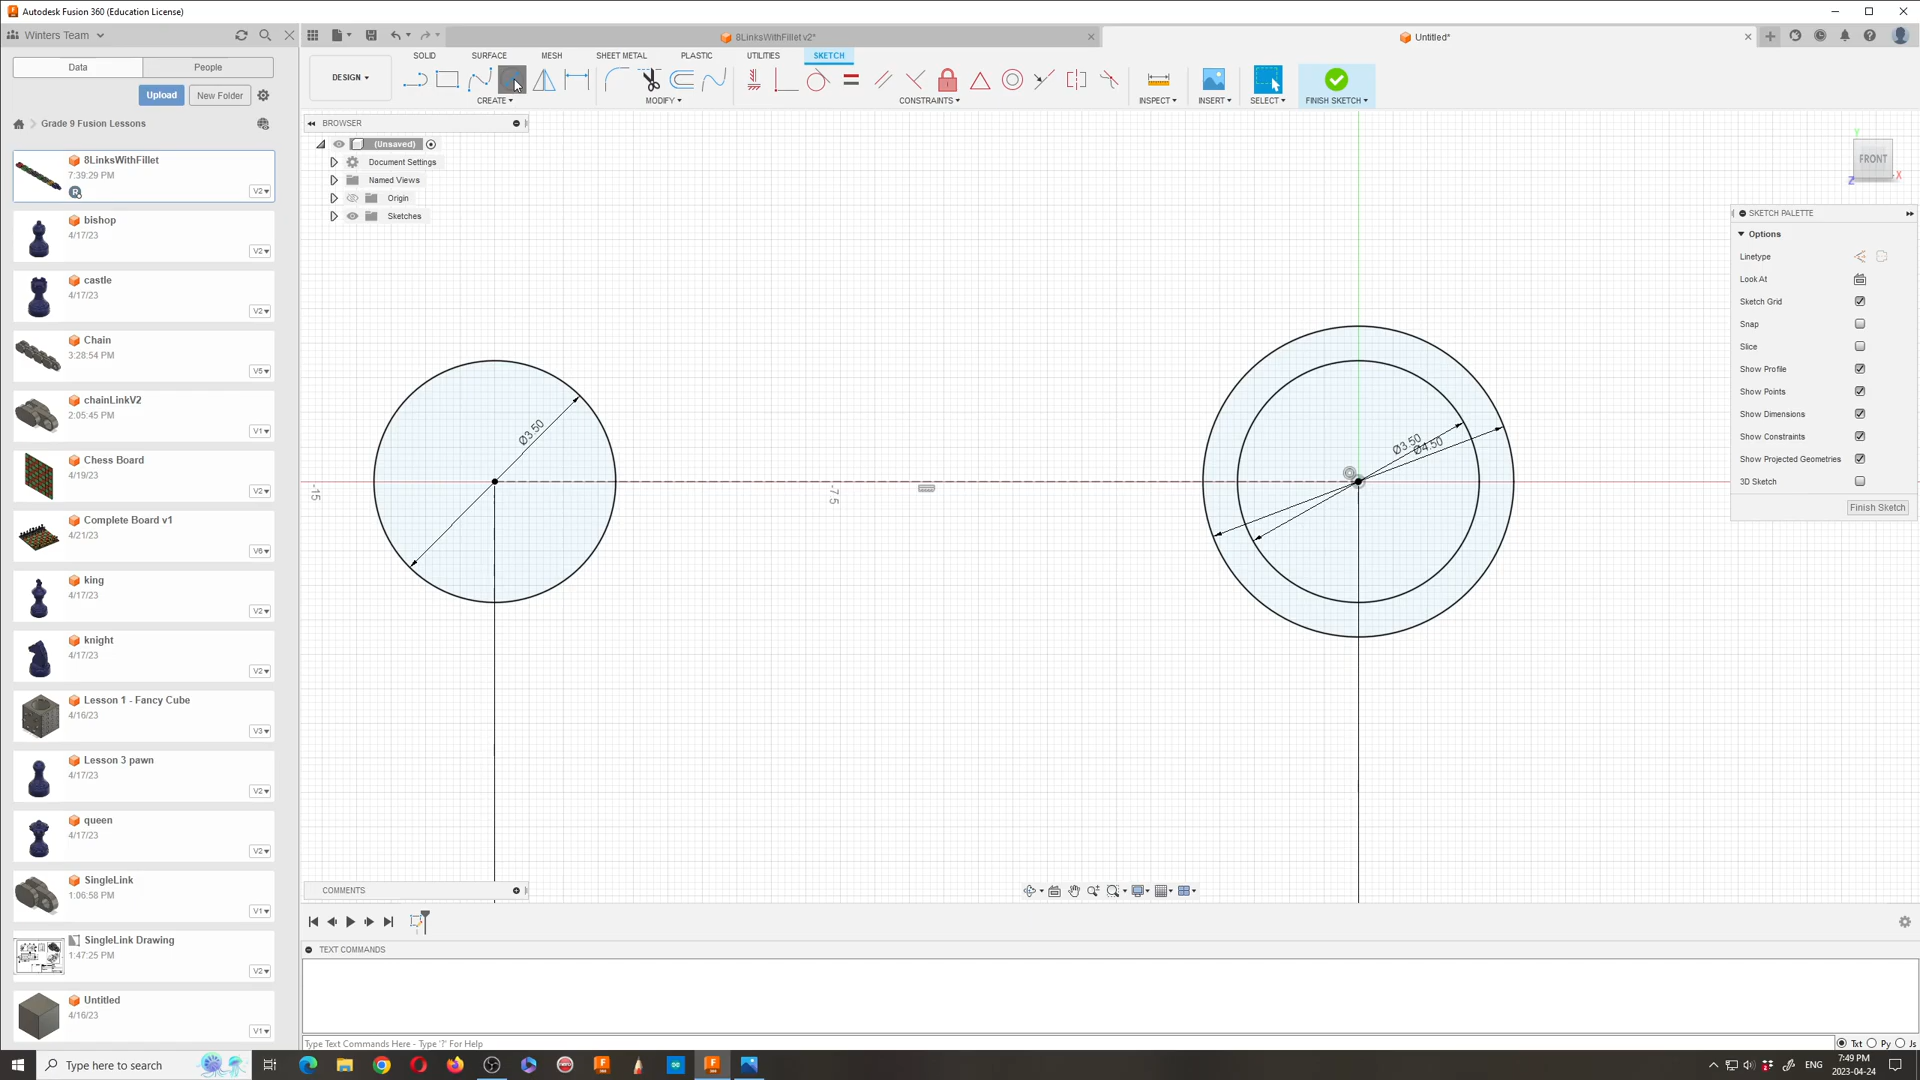 Autodesk Fusion 360 (Education License)
Winters Team
8LinksWithFillet v2*
Untitled*
Data
People
Upload
New Folder
Grade 9 Fusion Lessons
8LinksWithFillet
7:39:29 PM
R
V2
bishop
4/17/23
V2
castle
4/17/23
V2
Chain
3:28:54 PM
V5
chainLinkV2
2:05:45 PM
V1
Chess Board
4/19/23
V2
Complete Board v1
4/21/23
V6
king
4/17/23
V2
knight
4/17/23
V2
Lesson 1 - Fancy Cube
4/16/23
V3
Lesson 3 pawn
4/17/23
V2
queen
4/17/23
V2
SingleLink
1:06:58 PM
V1
SingleLink Drawing
1:47:25 PM
V2
Untitled
4/16/23
V1
DESIGN
SOLID
SURFACE
MESH
SHEET METAL
PLASTIC
UTILITIES
SKETCH
CREATE
MODIFY
CONSTRAINTS
INSPECT
INSERT
SELECT
FINISH SKETCH
BROWSER
(Unsaved)
Document Settings
Named Views
Origin
Sketches
Y
FRONT
X
Z
-15
Ø3.50
-7.5
Ø3.50
Ø4.50
SKETCH PALETTE
Options
Linetype
Look At
Sketch Grid
Snap
Slice
Show Profile
Show Points
Show Dimensions
Show Constraints
Show Projected Geometries
3D Sketch
Finish Sketch
COMMENTS
TEXT COMMANDS
Type Text Commands Here - Type '?' For Help
Txt
Py
Js
Type here to search
ENG
7:49 PM
2023-04-24